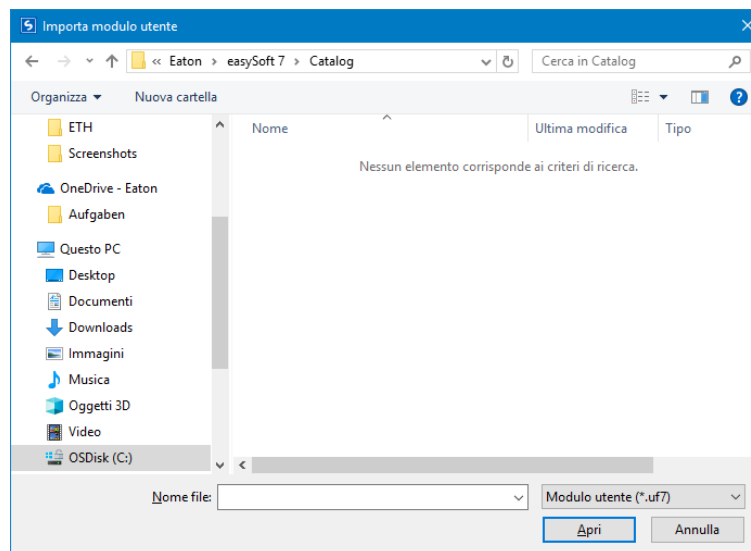 Importa modulo utente
« Eaton › easySoft 7 › Catalog
Cerca in Catalog
Organizza
Nuova cartella
ETH
Screenshots
OneDrive - Eaton
Aufgaben
Questo PC
Desktop
Documenti
Downloads
Immagini
Musica
Oggetti 3D
Video
OSDisk (C:)
Nome
Ultima modifica
Tipo
Nessun elemento corrisponde ai criteri di ricerca.
Nome file:
Modulo utente (*.uf7)
Apri
Annulla